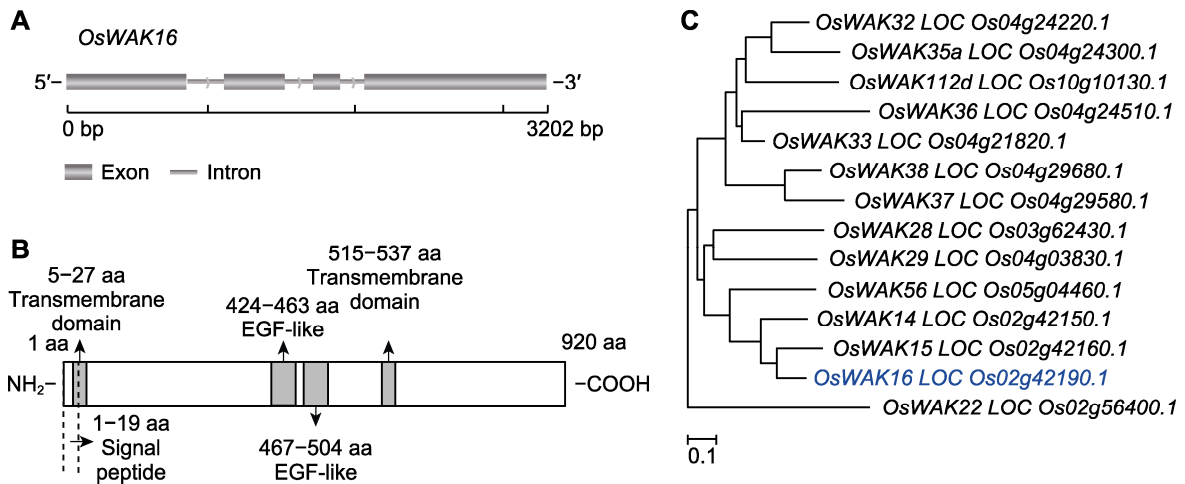 A
OsWAK16
5′– –3′
0 bp 3202 bp
Exon Intron
B
5−27 aa
Transmembrane
domain
424−463 aa
EGF-like
515−537 aa
Transmembrane
domain
1 aa
920 aa
NH₂− −COOH
1−19 aa
Signal
peptide
467−504 aa
EGF-like
C
OsWAK32 LOC Os04g24220.1
OsWAK35a LOC Os04g24300.1
OsWAK112d LOC Os10g10130.1
OsWAK36 LOC Os04g24510.1
OsWAK33 LOC Os04g21820.1
OsWAK38 LOC Os04g29680.1
OsWAK37 LOC Os04g29580.1
OsWAK28 LOC Os03g62430.1
OsWAK29 LOC Os04g03830.1
OsWAK56 LOC Os05g04460.1
OsWAK14 LOC Os02g42150.1
OsWAK15 LOC Os02g42160.1
OsWAK16 LOC Os02g42190.1
OsWAK22 LOC Os02g56400.1
0.1